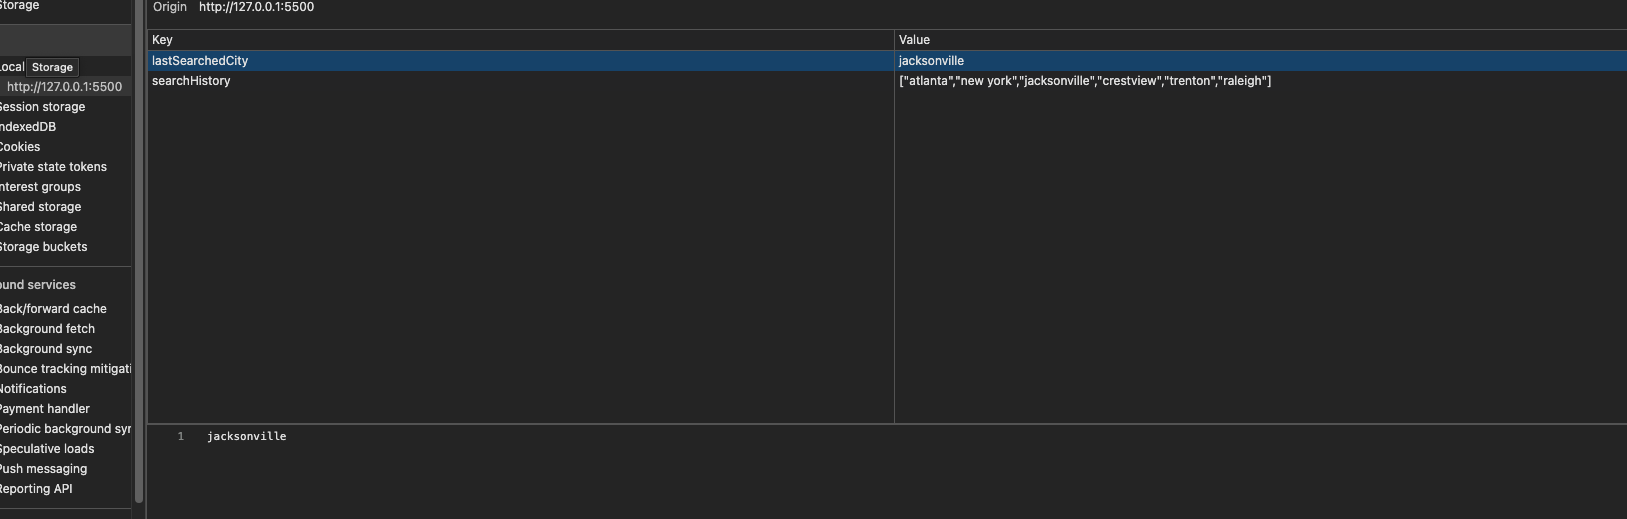 Storage
Local
Storage
http://127.0.0.1:5500
Session storage
IndexedDB
Cookies
Private state tokens
Interest groups
Shared storage
Cache storage
Storage buckets
ound services
Back/forward cache
Background fetch
Background sync
Bounce tracking mitigati
Notifications
Payment handler
Periodic background syn
Speculative loads
Push messaging
Reporting API
Origin http://127.0.0.1:5500
Key Value
lastSearchedCity jacksonville
searchHistory ["atlanta","new york","jacksonville","crestview","trenton","raleigh"]
1 jacksonville